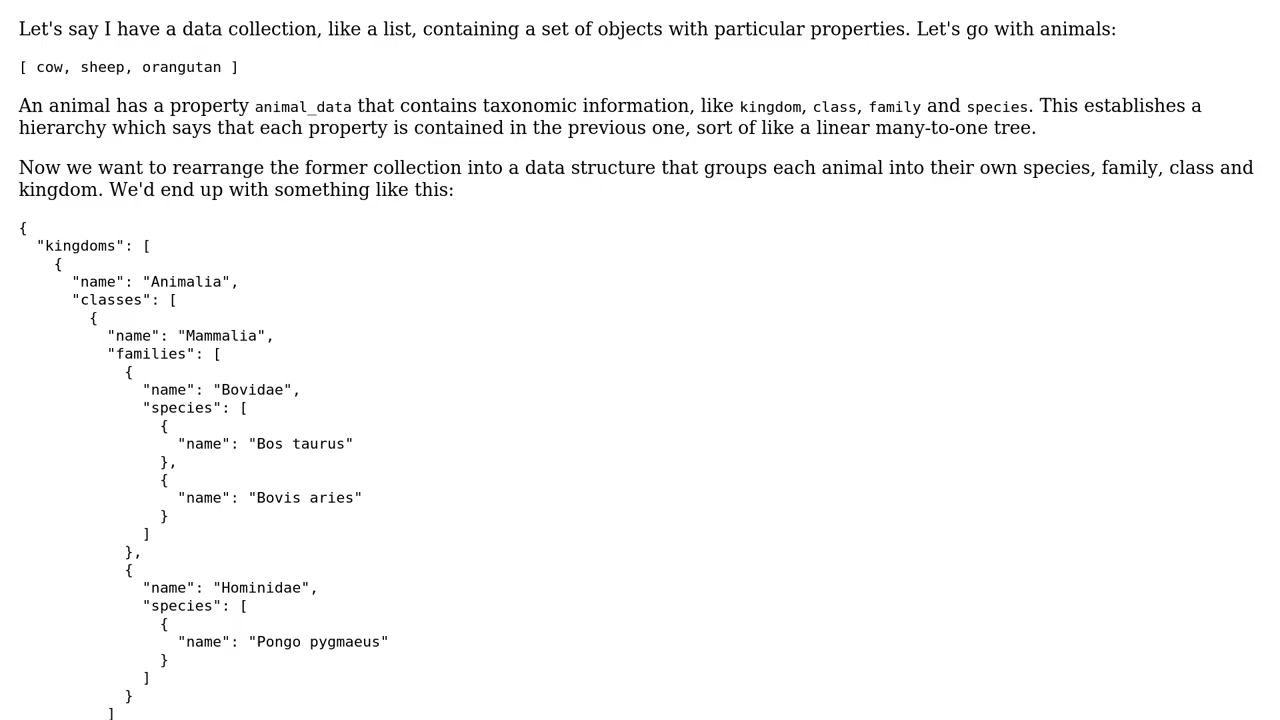 Let's say I have a data collection, like a list, containing a set of objects with particular properties. Let's go with animals:
[ cow, sheep, orangutan ]
An animal has a property animal_data that contains taxonomic information, like kingdom, class, family and species. This establishes a
hierarchy which says that each property is contained in the previous one, sort of like a linear many-to-one tree.
Now we want to rearrange the former collection into a data structure that groups each animal into their own species, family, class and
kingdom. We'd end up with something like this:
{
  "kingdoms": [
    {
      "name": "Animalia",
      "classes": [
        {
          "name": "Mammalia",
          "families": [
            {
              "name": "Bovidae",
              "species": [
                {
                  "name": "Bos taurus"
                },
                {
                  "name": "Bovis aries"
                }
              ]
            },
            {
              "name": "Hominidae",
              "species": [
                {
                  "name": "Pongo pygmaeus"
                }
              ]
            }
          ]